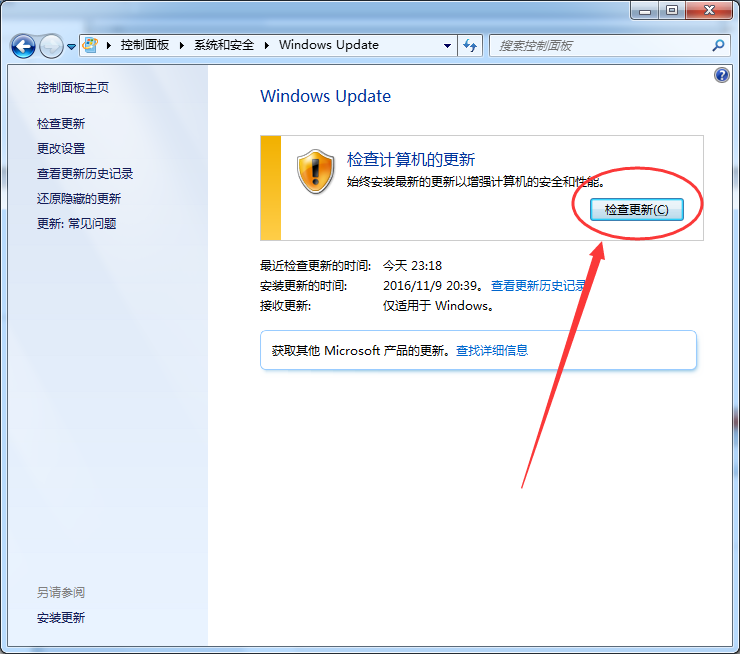 控制面板 系统和安全 Windows Update 搜索控制面板
控制面板主页
检查更新
更改设置
查看更新历史记录
还原隐藏的更新
更新: 常见问题
Windows Update
检查计算机的更新
始终安装最新的更新以增强计算机的安全和性能。
检查更新(C)
最近检查更新的时间: 今天 23:18
安装更新的时间: 2016/11/9 20:39。 查看更新历史记录
接收更新: 仅适用于 Windows。
获取其他 Microsoft 产品的更新。查找详细信息
另请参阅
安装更新